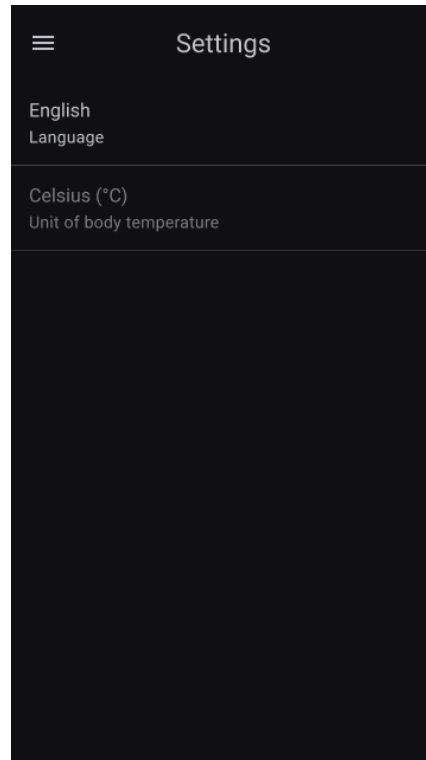 Settings
English
Language
Celsius (°C)
Unit of body temperature